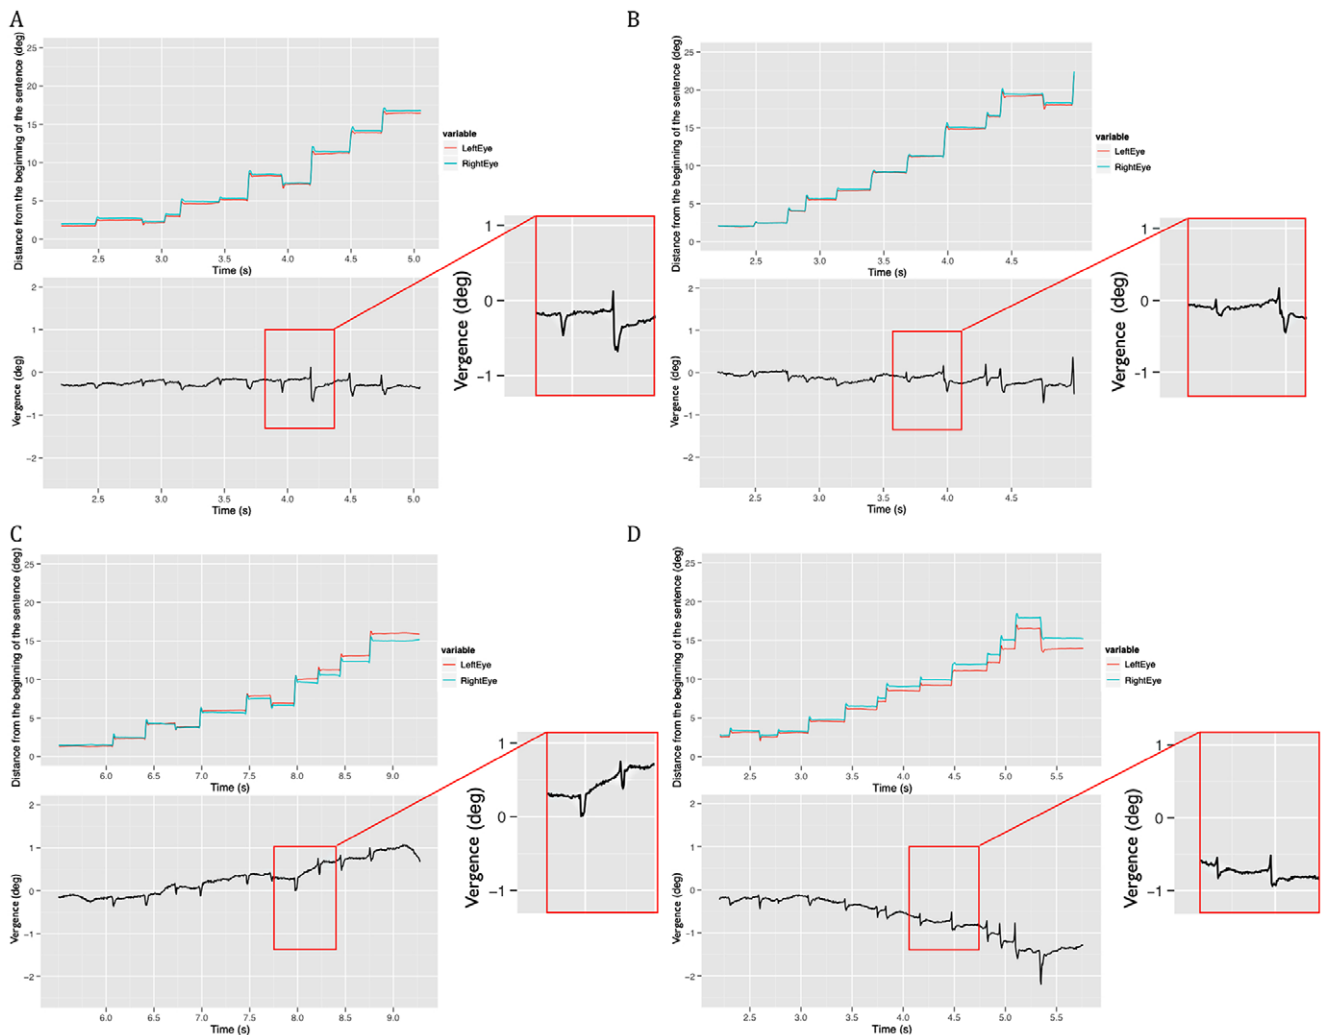 A
Distance from the beginning of the sentence (deg)
25
20
15
10
5
0
2.5 3.0 3.5 4.0 4.5 5.0
Time (s)
variable
LeftEye
RightEye
Vergence (deg)
2
1
0
−1
−2
2.5 3.0 3.5 4.0 4.5 5.0
Time (s)
Vergence (deg)
1
0
−1
B
Distance from the beginning of the sentence (deg)
25
20
15
10
5
0
2.5 3.0 3.5 4.0 4.5
Time (s)
variable
LeftEye
RightEye
Vergence (deg)
2
1
0
−1
−2
2.5 3.0 3.5 4.0 4.5
Time (s)
Vergence (deg)
1
0
−1
C
Distance from the beginning of the sentence (deg)
25
20
15
10
5
0
6.0 6.5 7.0 7.5 8.0 8.5 9.0
Time (s)
variable
LeftEye
RightEye
Vergence (deg)
2
1
0
−1
−2
6.0 6.5 7.0 7.5 8.0 8.5 9.0
Time (s)
Vergence (deg)
1
0
−1
D
Distance from the beginning of the sentence (deg)
25
20
15
10
5
0
2.5 3.0 3.5 4.0 4.5 5.0 5.5
Time (s)
variable
LeftEye
RightEye
Vergence (deg)
2
1
0
−1
−2
2.5 3.0 3.5 4.0 4.5 5.0 5.5
Time (s)
Vergence (deg)
1
0
−1